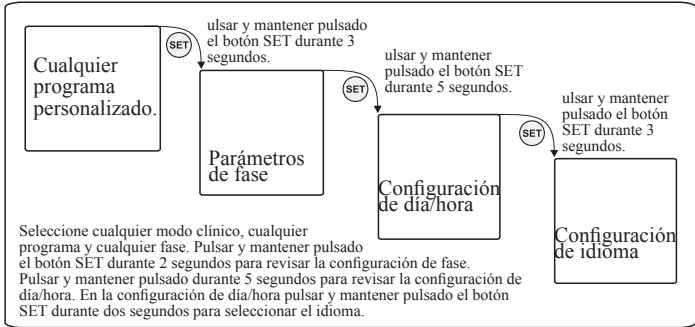 ulsar y mantener pulsado
el botón SET durante 3
segundos.
SET
Cualquier
programa
personalizado.
ulsar y mantener
pulsado el botón SET
durante 5 segundos.
SET
Parámetros
de fase
ulsar y mantener
pulsado el botón
SET durante 3
segundos.
SET
Configuración
de día/hora
Configuración
de idioma
Seleccione cualquier modo clínico, cualquier
programa y cualquier fase. Pulsar y mantener pulsado
el botón SET durante 2 segundos para revisar la configuración de fase.
Pulsar y mantener pulsado durante 5 segundos para revisar la configuración de
día/hora. En la configuración de día/hora pulsar y mantener pulsado el botón
SET durante dos segundos para seleccionar el idioma.